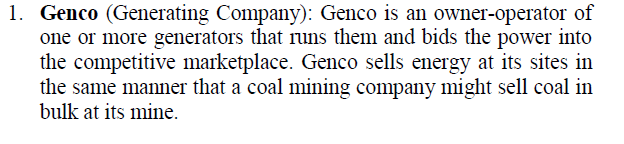 1. Genco (Generating Company): Genco is an owner-operator of
one or more generators that runs them and bids the power into
the competitive marketplace. Genco sells energy at its sites in
the same manner that a coal mining company might sell coal in
bulk at its mine.